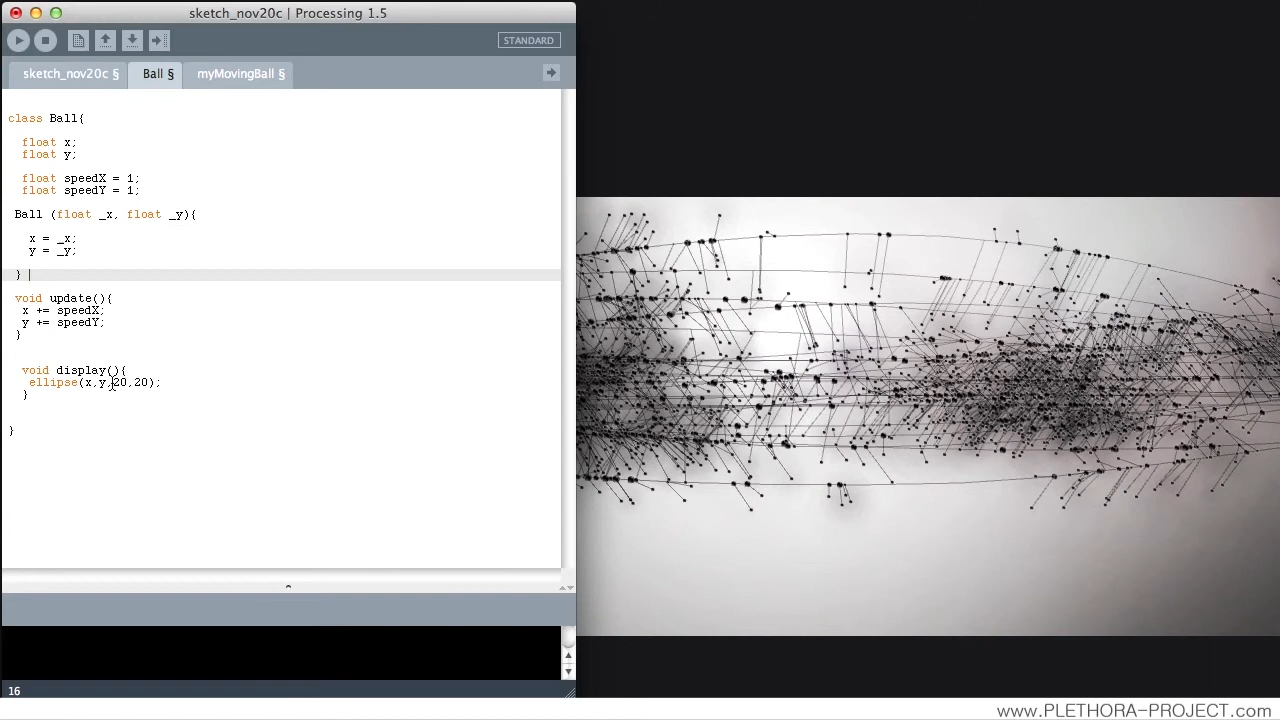 sketch_nov20c | Processing 1.5
STANDARD
sketch_nov20c §
Ball §
myMovingBall §
class Ball{
float x;
float y;
float speedX = 1;
float speedY = 1;
Ball (float _x, float _y){
x = _x;
y = _y;
}
void update(){
x += speedX;
y += speedY;
}
void display(){
ellipse(x,y,20,20);
}
}
16
www.PLETHORA-PROJECT.com